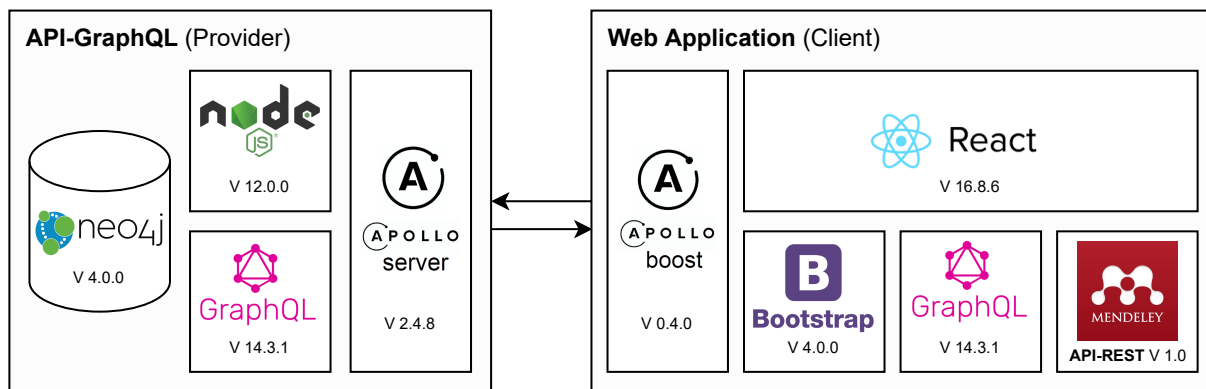 API-GraphQL (Provider)
neo4j
V 4.0.0
node
JS
V 12.0.0
GraphQL
V 14.3.1
A
APOLLO
server
V 2.4.8
Web Application (Client)
A
APOLLO
boost
V 0.4.0
React
V 16.8.6
B
Bootstrap
V 4.0.0
GraphQL
V 14.3.1
MENDELEY
API-REST V 1.0